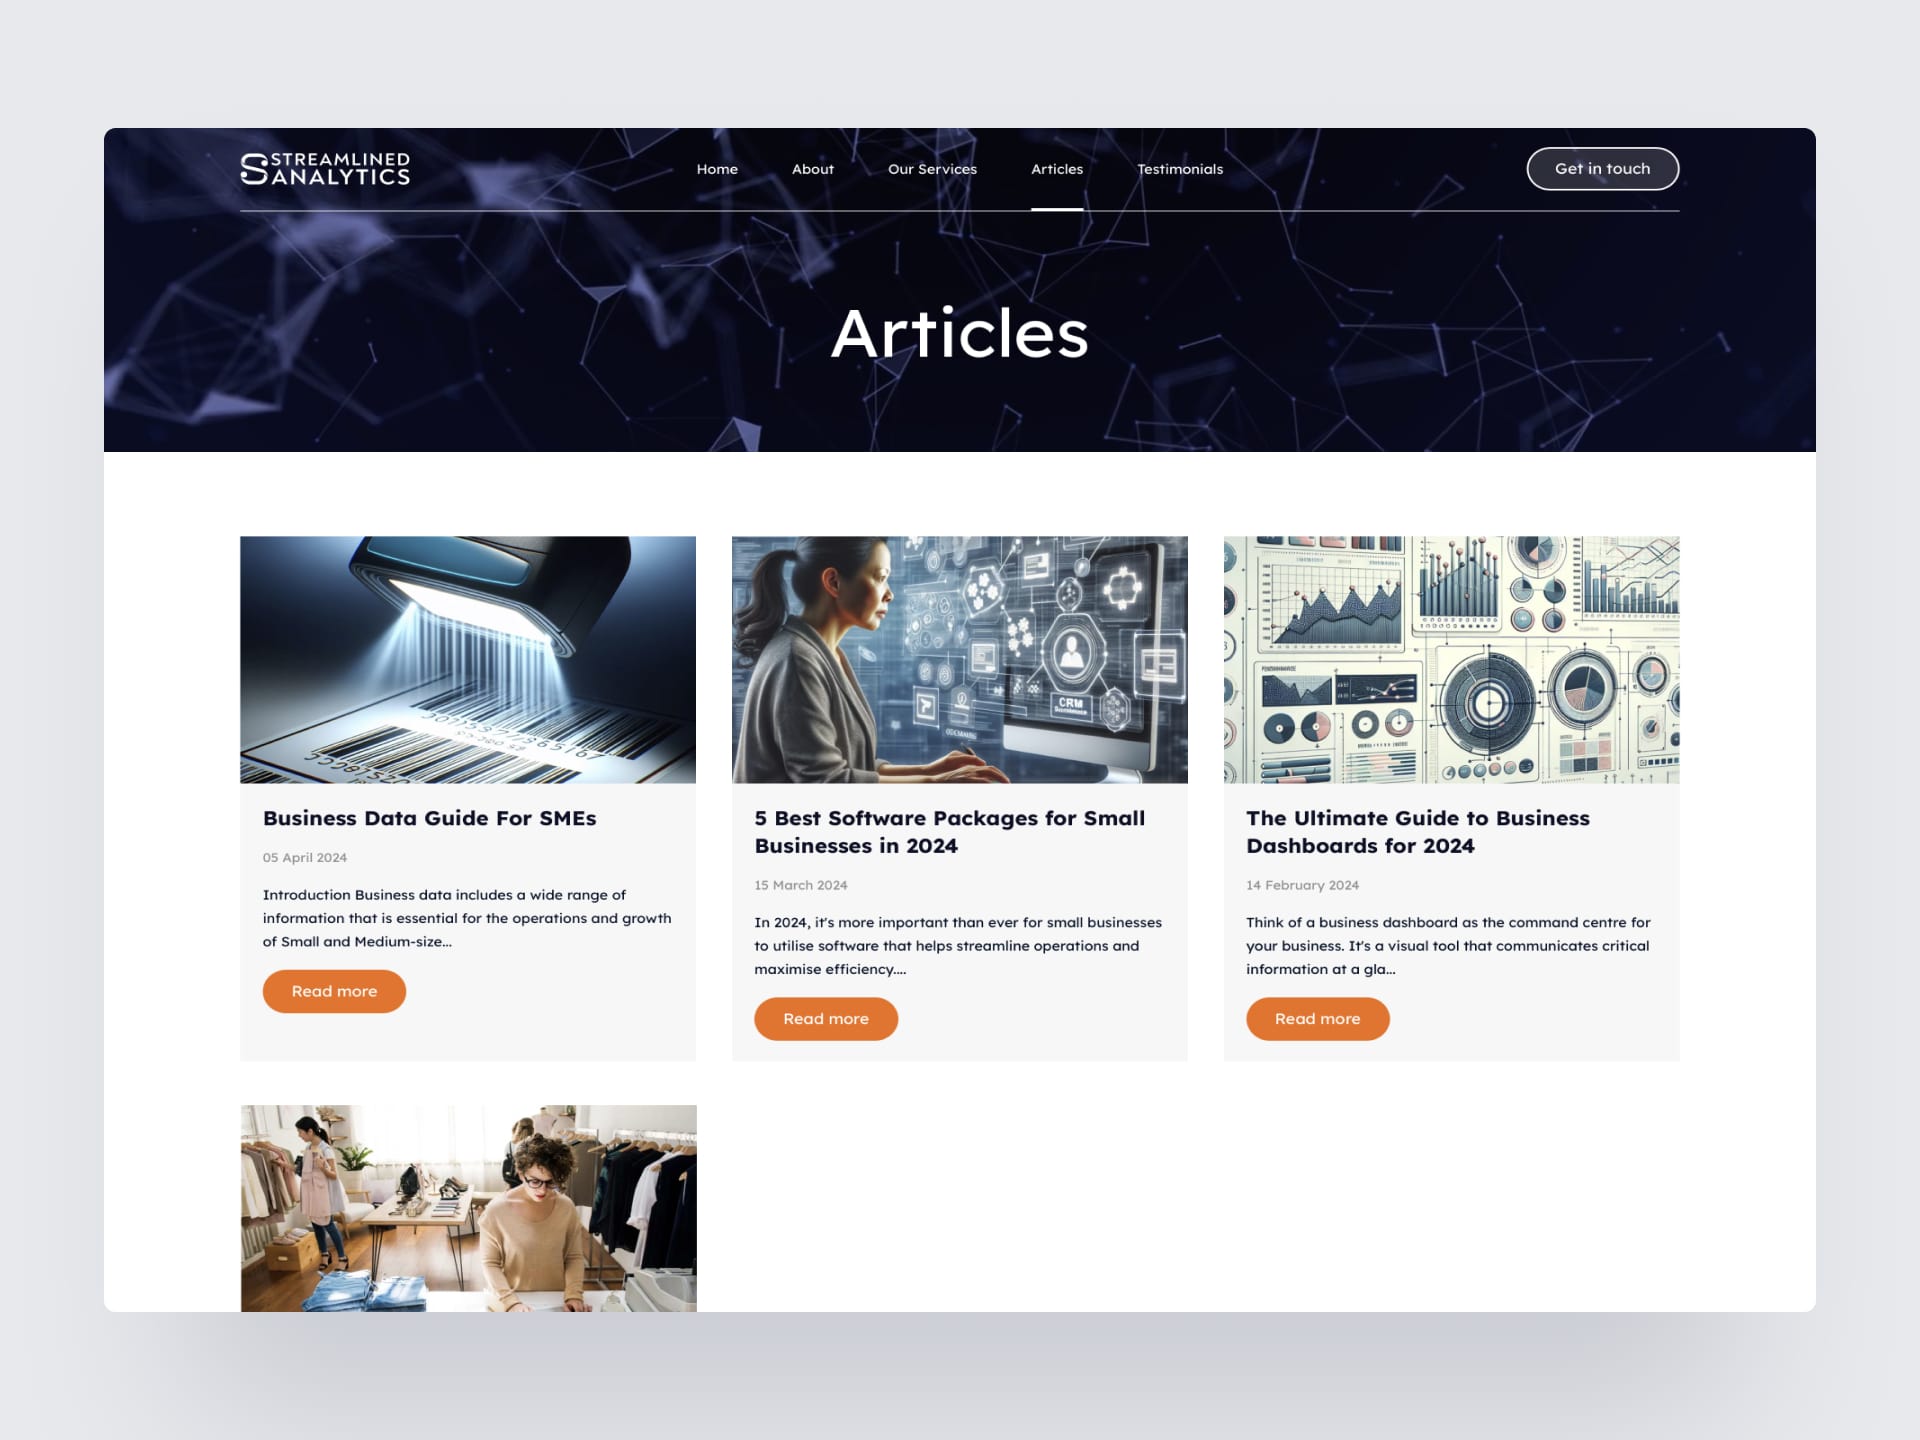 STREAMLINED
ANALYTICS
Home About Our Services Articles Testimonials
Get in touch
Articles
CRM
Business Data Guide For SMEs
05 April 2024
Introduction Business data includes a wide range of
information that is essential for the operations and growth
of Small and Medium-size...
Read more
5 Best Software Packages for Small
Businesses in 2024
15 March 2024
In 2024, it's more important than ever for small businesses
to utilise software that helps streamline operations and
maximise efficiency....
Read more
The Ultimate Guide to Business
Dashboards for 2024
14 February 2024
Think of a business dashboard as the command centre for
your business. It's a visual tool that communicates critical
information at a gla...
Read more